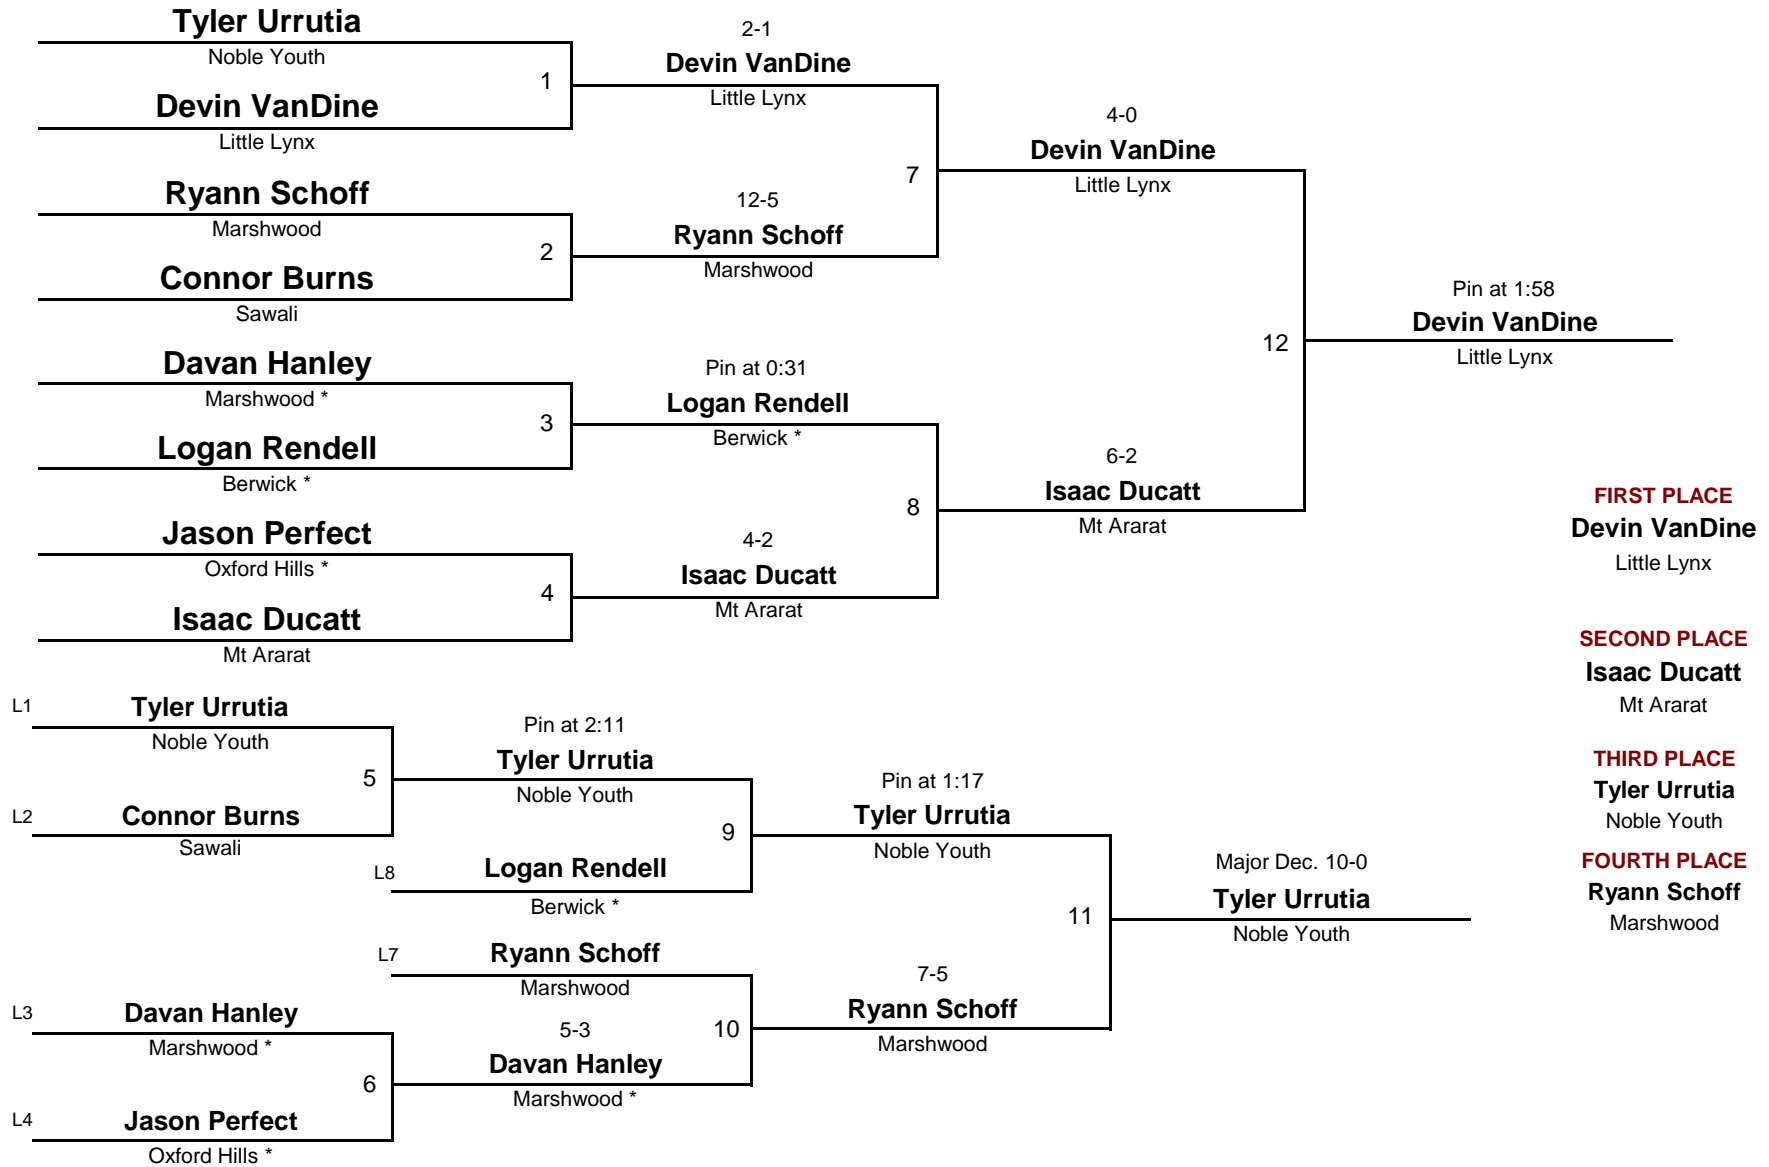 Tyler Urrutia
Noble Youth
1
Devin VanDine
Little Lynx
2-1
Devin VanDine
Little Lynx
Ryann Schoff
Marshwood
2
Connor Burns
Sawali
12-5
Ryann Schoff
Marshwood
7
4-0
Devin VanDine
Little Lynx
Davan Hanley
Marshwood *
3
Logan Rendell
Berwick *
Pin at 0:31
Logan Rendell
Berwick *
Jason Perfect
Oxford Hills *
4
Isaac Ducatt
Mt Ararat
4-2
Isaac Ducatt
Mt Ararat
8
6-2
Isaac Ducatt
Mt Ararat
12
Pin at 1:58
Devin VanDine
Little Lynx
FIRST PLACE
Devin VanDine
Little Lynx
SECOND PLACE
Isaac Ducatt
Mt Ararat
THIRD PLACE
Tyler Urrutia
Noble Youth
FOURTH PLACE
Ryann Schoff
Marshwood
L1 Tyler Urrutia
Noble Youth
5
L2 Connor Burns
Sawali
Pin at 2:11
Tyler Urrutia
Noble Youth
9
L8 Logan Rendell
Berwick *
Pin at 1:17
Tyler Urrutia
Noble Youth
L7 Ryann Schoff
Marshwood
10
L3 Davan Hanley
Marshwood *
6
L4 Jason Perfect
Oxford Hills *
5-3
Davan Hanley
Marshwood *
7-5
Ryann Schoff
Marshwood
11
Major Dec. 10-0
Tyler Urrutia
Noble Youth